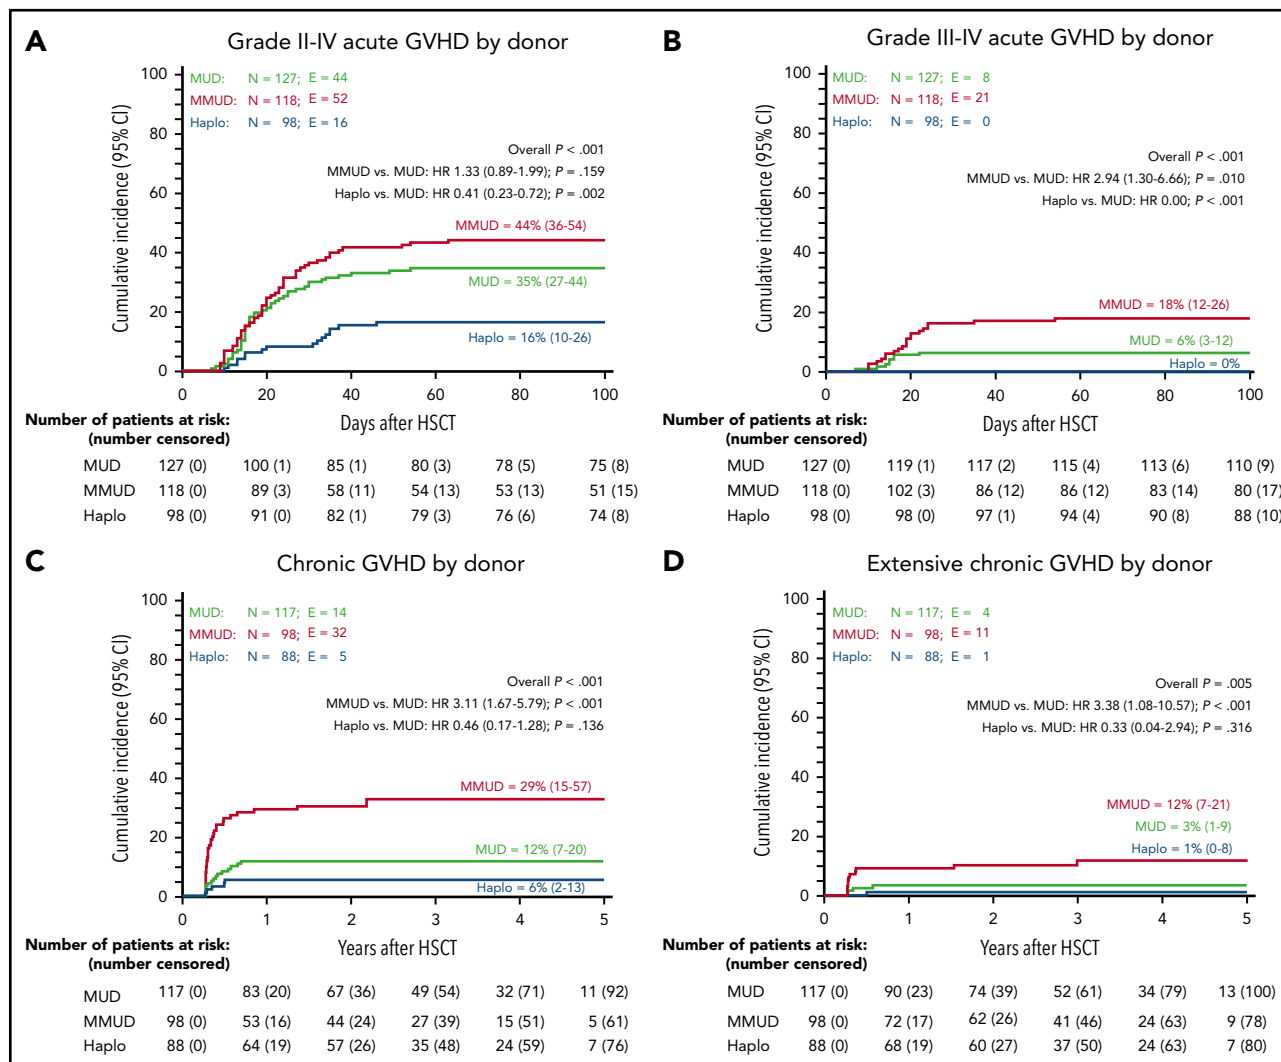 A
Grade II-IV acute GVHD by donor
Cumulative incidence (95% CI)
100
80
60
40
20
0
MUD: N = 127; E = 44
MMUD: N = 118; E = 52
Haplo: N = 98; E = 16
Overall P < .001
MMUD vs. MUD: HR 1.33 (0.89-1.99); P = .159
Haplo vs. MUD: HR 0.41 (0.23-0.72); P = .002
MMUD = 44% (36-54)
MUD = 35% (27-44)
Haplo = 16% (10-26)
0 20 40 60 80 100
Days after HSCT
Number of patients at risk:
(number censored)
MUD 127 (0) 100 (1) 85 (1) 80 (3) 78 (5) 75 (8)
MMUD 118 (0) 89 (3) 58 (11) 54 (13) 53 (13) 51 (15)
Haplo 98 (0) 91 (0) 82 (1) 79 (3) 76 (6) 74 (8)
B
Grade III-IV acute GVHD by donor
Cumulative incidence (95% CI)
100
80
60
40
20
0
MUD: N = 127; E = 8
MMUD: N = 118; E = 21
Haplo: N = 98; E = 0
Overall P < .001
MMUD vs. MUD: HR 2.94 (1.30-6.66); P = .010
Haplo vs. MUD: HR 0.00; P < .001
MMUD = 18% (12-26)
MUD = 6% (3-12)
Haplo = 0%
0 20 40 60 80 100
Days after HSCT
Number of patients at risk:
(number censored)
MUD 127 (0) 119 (1) 117 (2) 115 (4) 113 (6) 110 (9)
MMUD 118 (0) 102 (3) 86 (12) 86 (12) 83 (14) 80 (17)
Haplo 98 (0) 98 (0) 97 (1) 94 (4) 90 (8) 88 (10)
C
Chronic GVHD by donor
Cumulative incidence (95% CI)
100
80
60
40
20
0
MUD: N = 117; E = 14
MMUD: N = 98; E = 32
Haplo: N = 88; E = 5
Overall P < .001
MMUD vs. MUD: HR 3.11 (1.67-5.79); P < .001
Haplo vs. MUD: HR 0.46 (0.17-1.28); P = .136
MMUD = 29% (15-57)
MUD = 12% (7-20)
Haplo = 6% (2-13)
0 1 2 3 4 5
Years after HSCT
Number of patients at risk:
(number censored)
MUD 117 (0) 83 (20) 67 (36) 49 (54) 32 (71) 11 (92)
MMUD 98 (0) 53 (16) 44 (24) 27 (39) 15 (51) 5 (61)
Haplo 88 (0) 64 (19) 57 (26) 35 (48) 24 (59) 7 (76)
D
Extensive chronic GVHD by donor
Cumulative incidence (95% CI)
100
80
60
40
20
0
MUD: N = 117; E = 4
MMUD: N = 98; E = 11
Haplo: N = 88; E = 1
Overall P = .005
MMUD vs. MUD: HR 3.38 (1.08-10.57); P < .001
Haplo vs. MUD: HR 0.33 (0.04-2.94); P = .316
MMUD = 12% (7-21)
MUD = 3% (1-9)
Haplo = 1% (0-8)
0 1 2 3 4 5
Years after HSCT
Number of patients at risk:
(number censored)
MUD 117 (0) 90 (23) 74 (39) 52 (61) 34 (79) 13 (100)
MMUD 98 (0) 72 (17) 62 (26) 41 (46) 24 (63) 9 (78)
Haplo 88 (0) 68 (19) 60 (27) 37 (50) 24 (63) 7 (80)